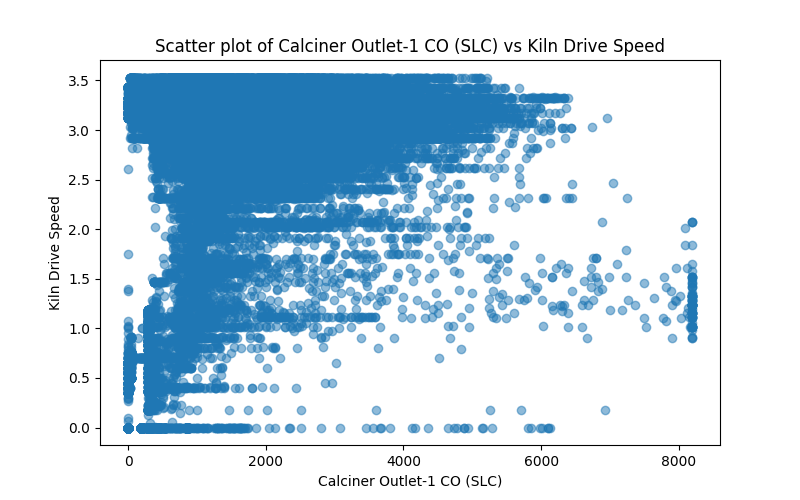 Scatter plot of Calciner Outlet-1 CO (SLC) vs Kiln Drive Speed
3.5
3.0
2.5
2.0
1.5
1.0
0.5
0.0
Kiln Drive Speed
0 2000 4000 6000 8000
Calciner Outlet-1 CO (SLC)